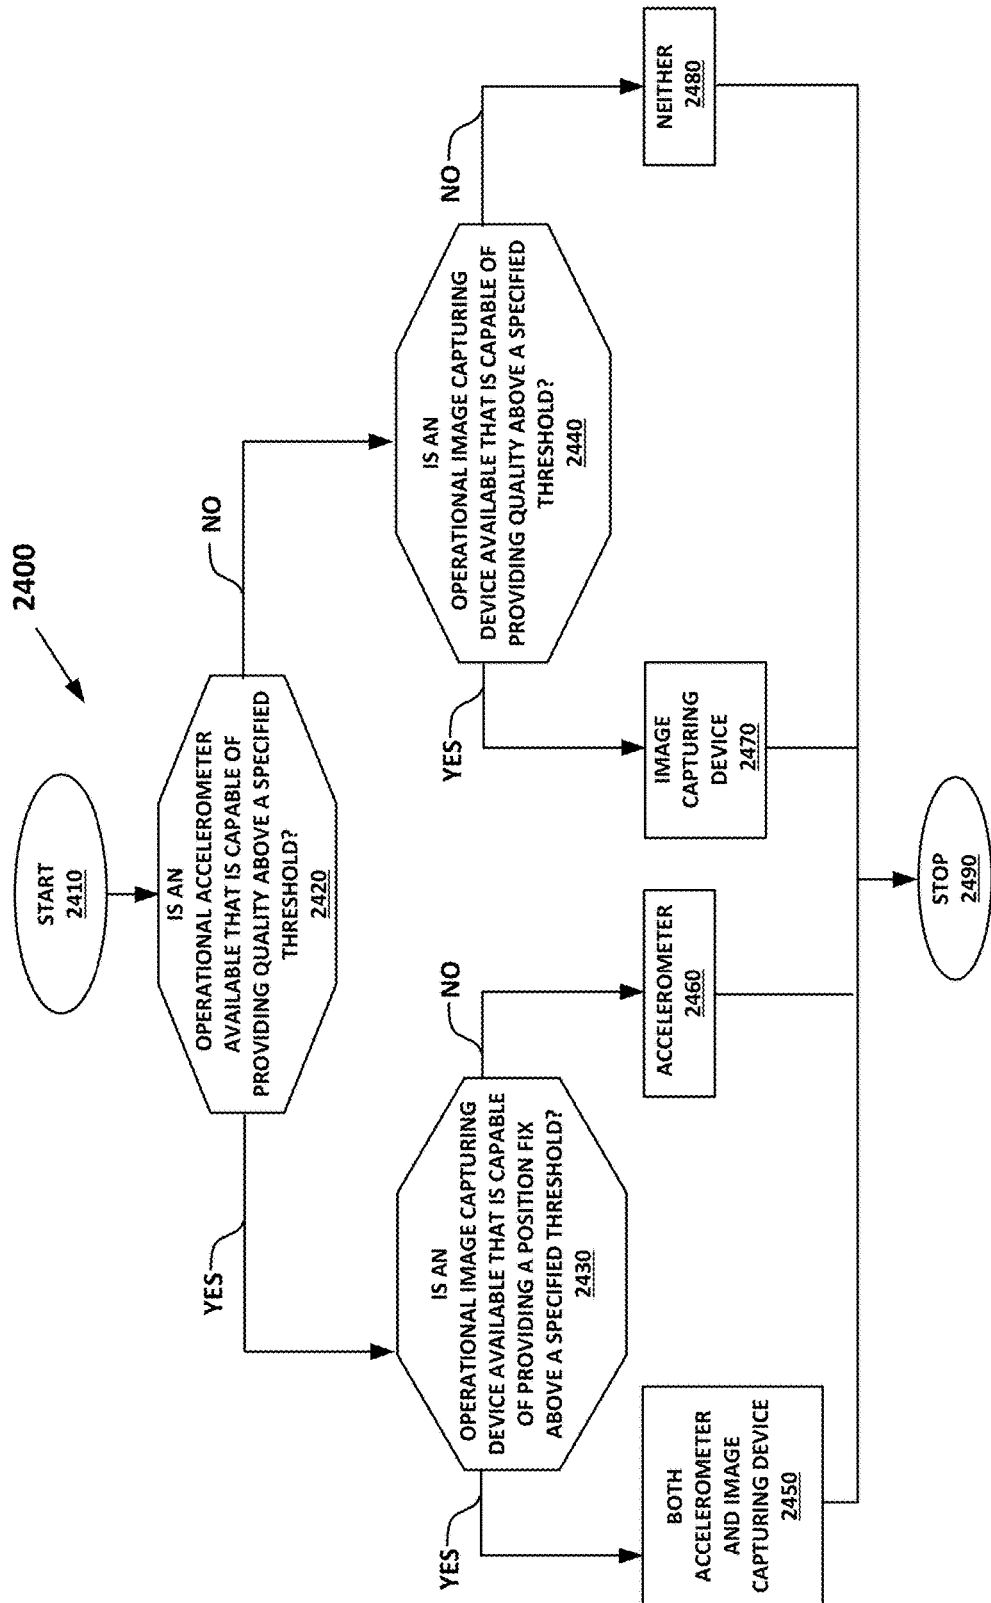 2400
START
2410
IS AN
OPERATIONAL ACCELEROMETER
AVAILABLE THAT IS CAPABLE OF
PROVIDING QUALITY ABOVE A SPECIFIED
THRESHOLD?
2420
YES
NO
IS AN
OPERATIONAL IMAGE CAPTURING
DEVICE AVAILABLE THAT IS CAPABLE
OF PROVIDING A POSITION FIX
ABOVE A SPECIFIED THRESHOLD?
2430
IS AN
OPERATIONAL IMAGE CAPTURING
DEVICE AVAILABLE THAT IS CAPABLE OF
PROVIDING QUALITY ABOVE A SPECIFIED
THRESHOLD?
2440
YES
NO
YES
NO
BOTH
ACCELEROMETER
AND IMAGE
CAPTURING DEVICE
2450
ACCELEROMETER
2460
IMAGE
CAPTURING
DEVICE
2470
NEITHER
2480
STOP
2490